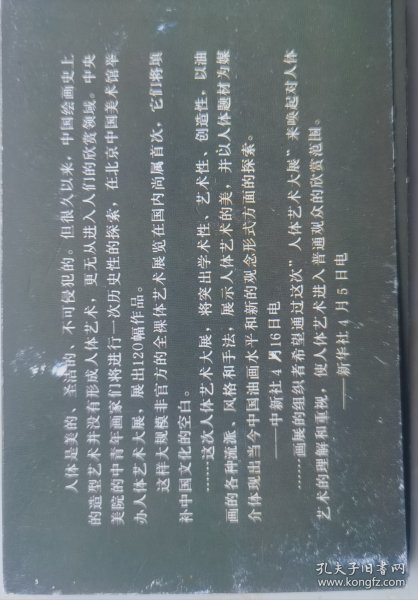 人体是美的、圣洁的、不可侵犯的。但很久以来，中国绘画史上
的造型艺术并没有形成人体艺术，更无从进入人们的欣赏领域。中央
美院的中青年画家们将进行一次历史性的探索，在北京中国美术馆举
办人体艺术大展，展出120幅作品。
这样大规模非官方的全裸体艺术展览在国内尚属首次，它们将填
补中国文化的空白。
……这次人体艺术大展，将突出学术性、艺术性、创造性，以油
画的各种流派、风格和手法，展示人体艺术的美，并以人体题材为媒
介体现出当今中国油画水平和新的观念形式方面的探索。
——中新社4月16日电
……画展的组织者希望通过这次“人体艺术大展”来唤起对人体
艺术的理解和重视，使人体艺术进入普通观众的欣赏范围。
——新华社4月5日电
孔夫子旧书网
www.kongfz.com